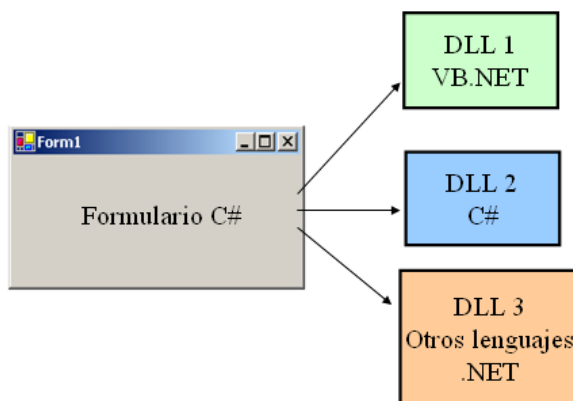 Form1
Formulario C#
DLL 1
VB.NET
DLL 2
C#
DLL 3
Otros lenguajes
.NET